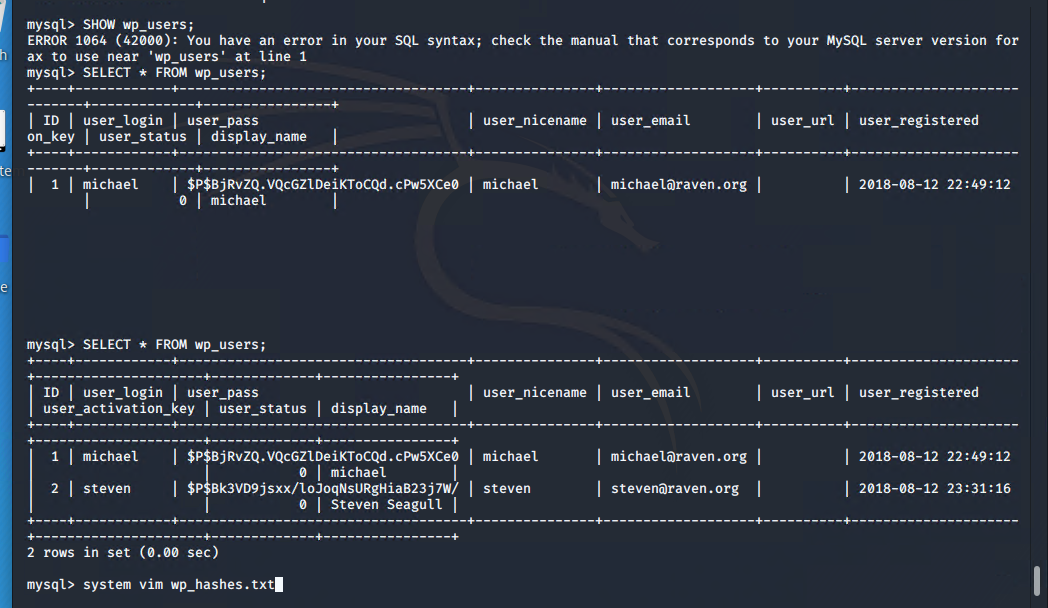 mysql> SHOW wp_users;
ERROR 1064 (42000): You have an error in your SQL syntax; check the manual that corresponds to your MySQL server version for
ax to use near 'wp_users' at line 1
mysql> SELECT * FROM wp_users;
+----+------------+------------------------------------+---------------+-------------------+----------+---------------------
-------+-------------+----------------+
| ID | user_login | user_pass                          | user_nicename | user_email        | user_url | user_registered
on_key | user_status | display_name   |
+----+------------+------------------------------------+---------------+-------------------+----------+---------------------
-------+-------------+----------------+
|  1 | michael    | $P$BjRvZQ.VQcGZlDeiKToCQd.cPw5XCe0 | michael       | michael@raven.org |          | 2018-08-12 22:49:12
       |           0 | michael        |
mysql> SELECT * FROM wp_users;
+----+------------+------------------------------------+---------------+-------------------+----------+---------------------
+---------------------+-------------+----------------+
| ID | user_login | user_pass                          | user_nicename | user_email        | user_url | user_registered
| user_activation_key | user_status | display_name   |
+----+------------+------------------------------------+---------------+-------------------+----------+---------------------
+---------------------+-------------+----------------+
|  1 | michael    | $P$BjRvZQ.VQcGZlDeiKToCQd.cPw5XCe0 | michael       | michael@raven.org |          | 2018-08-12 22:49:12
|                     |           0 | michael        |
|  2 | steven     | $P$Bk3VD9jsxx/loJoqNsURgHiaB23j7W/ | steven        | steven@raven.org  |          | 2018-08-12 23:31:16
|                     |           0 | Steven Seagull |
+----+------------+------------------------------------+---------------+-------------------+----------+---------------------
+---------------------+-------------+----------------+
2 rows in set (0.00 sec)
mysql> system vim wp_hashes.txt